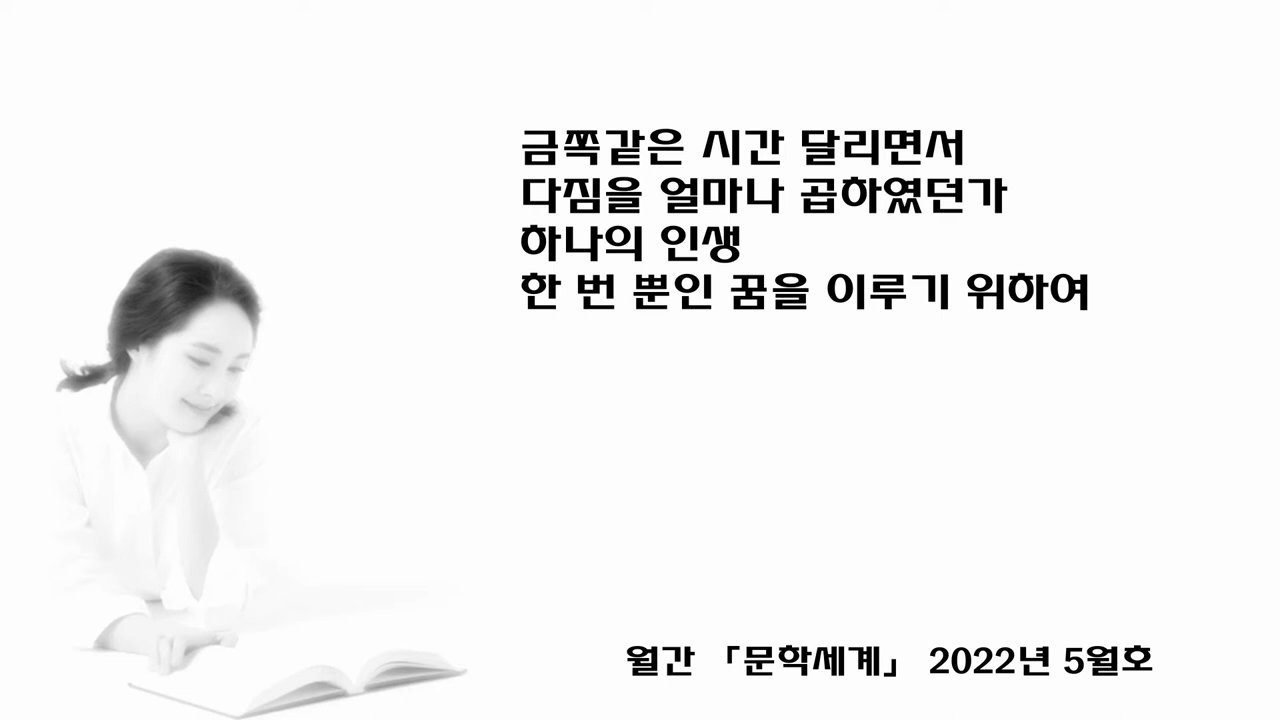 금쪽같은 시간 달리면서
다짐을 얼마나 곱하였던가
하나의 인생
한 번 뿐인 꿈을 이루기 위하여
월간 「문학세계」 2022년 5월호